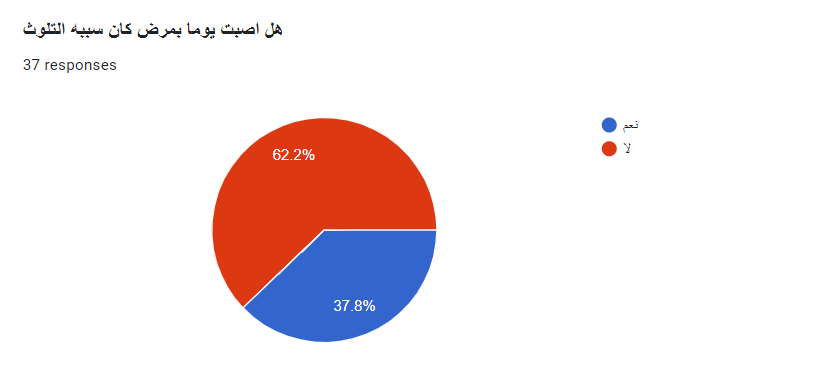 هل اصبت يوما بمرض كان سببه التلوث
37 responses
نعم
لا
62.2%
37.8%